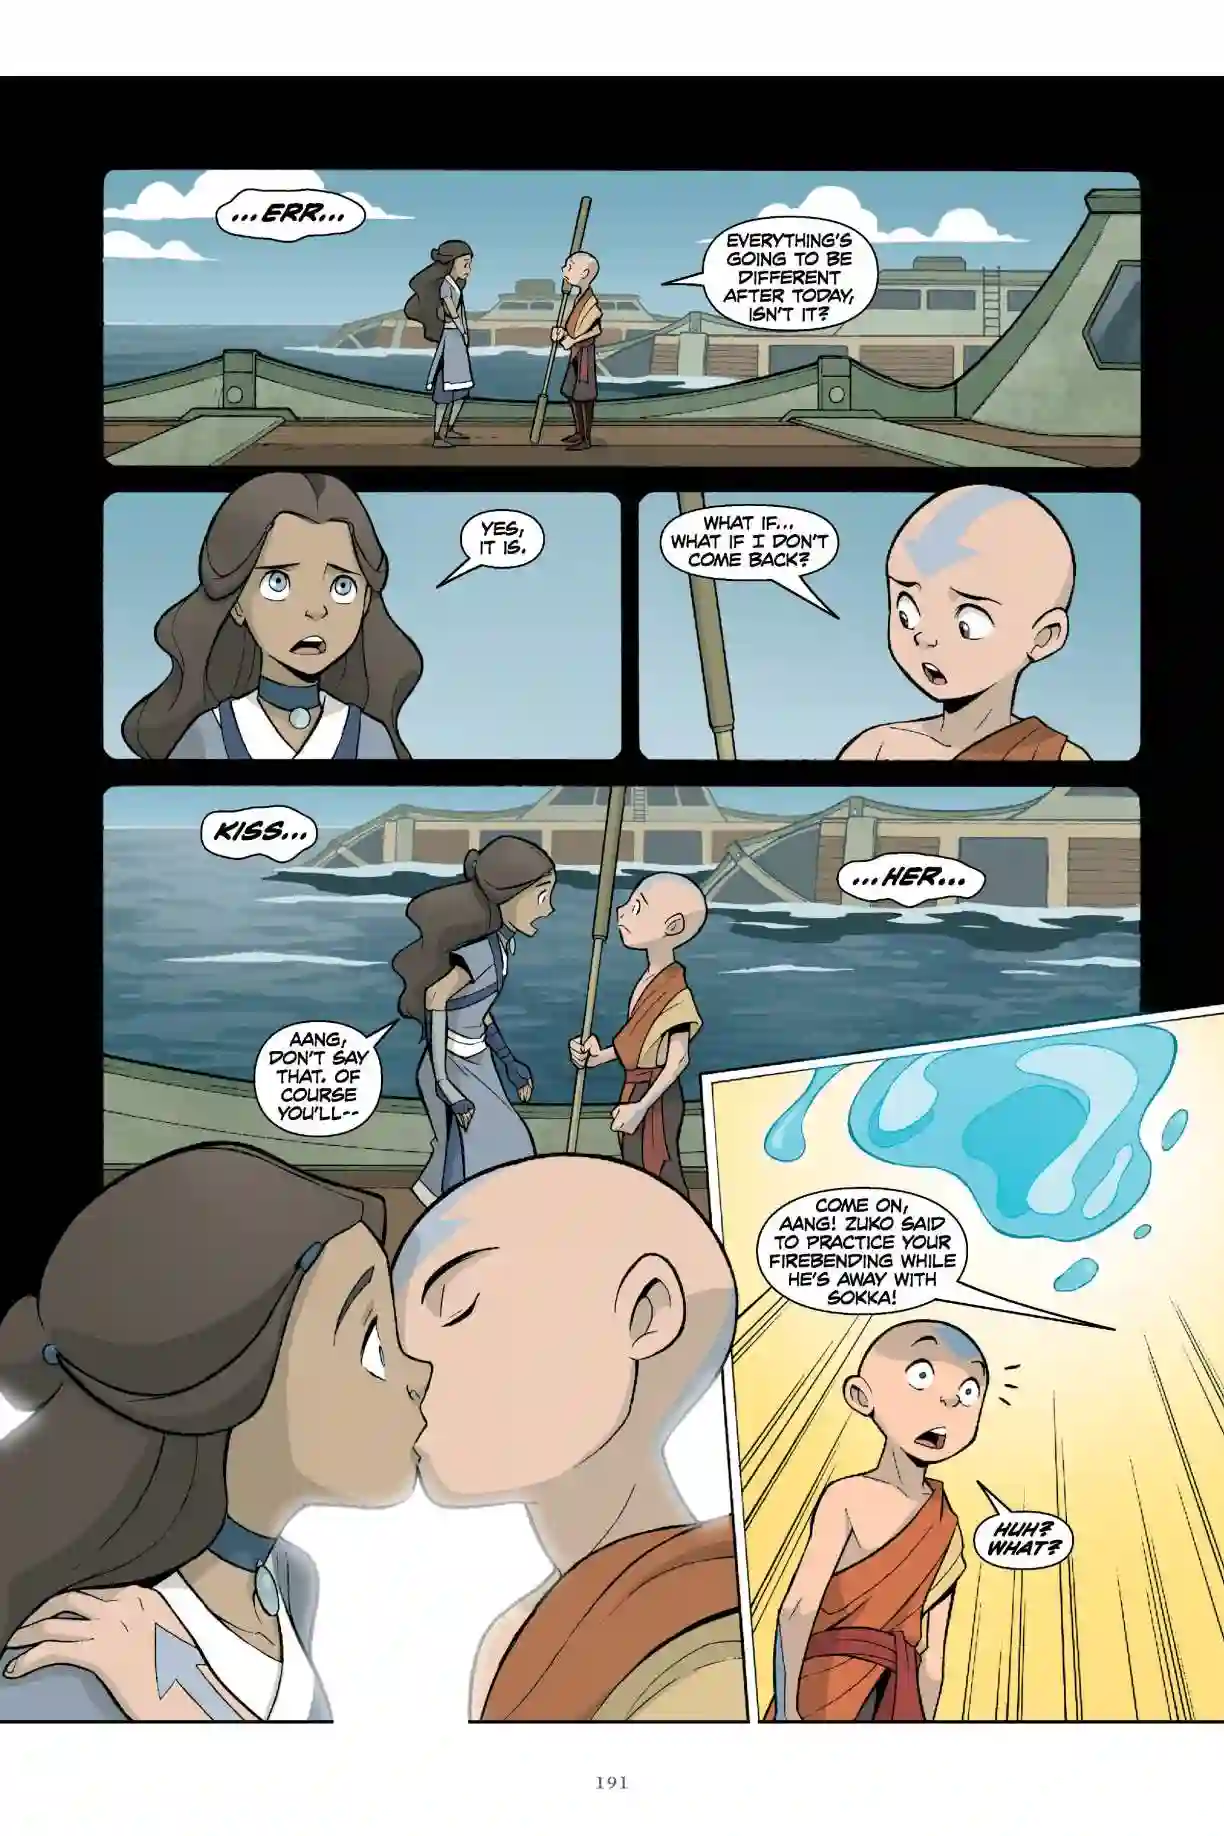 ...ERR...
EVERYTHING'S
GOING TO BE
DIFFERENT
AFTER TODAY,
ISN'T IT?
YES,
IT IS.
WHAT IF...
WHAT IF I DON'T
COME BACK?
KISS...
...HER...
AANG,
DON'T SAY
THAT. OF
COURSE
YOU'LL--
COME ON,
AANG! ZUKO SAID
TO PRACTICE YOUR
FIREBENDING WHILE
HE'S AWAY WITH
SOKKA!
HUH?
WHAT?
191